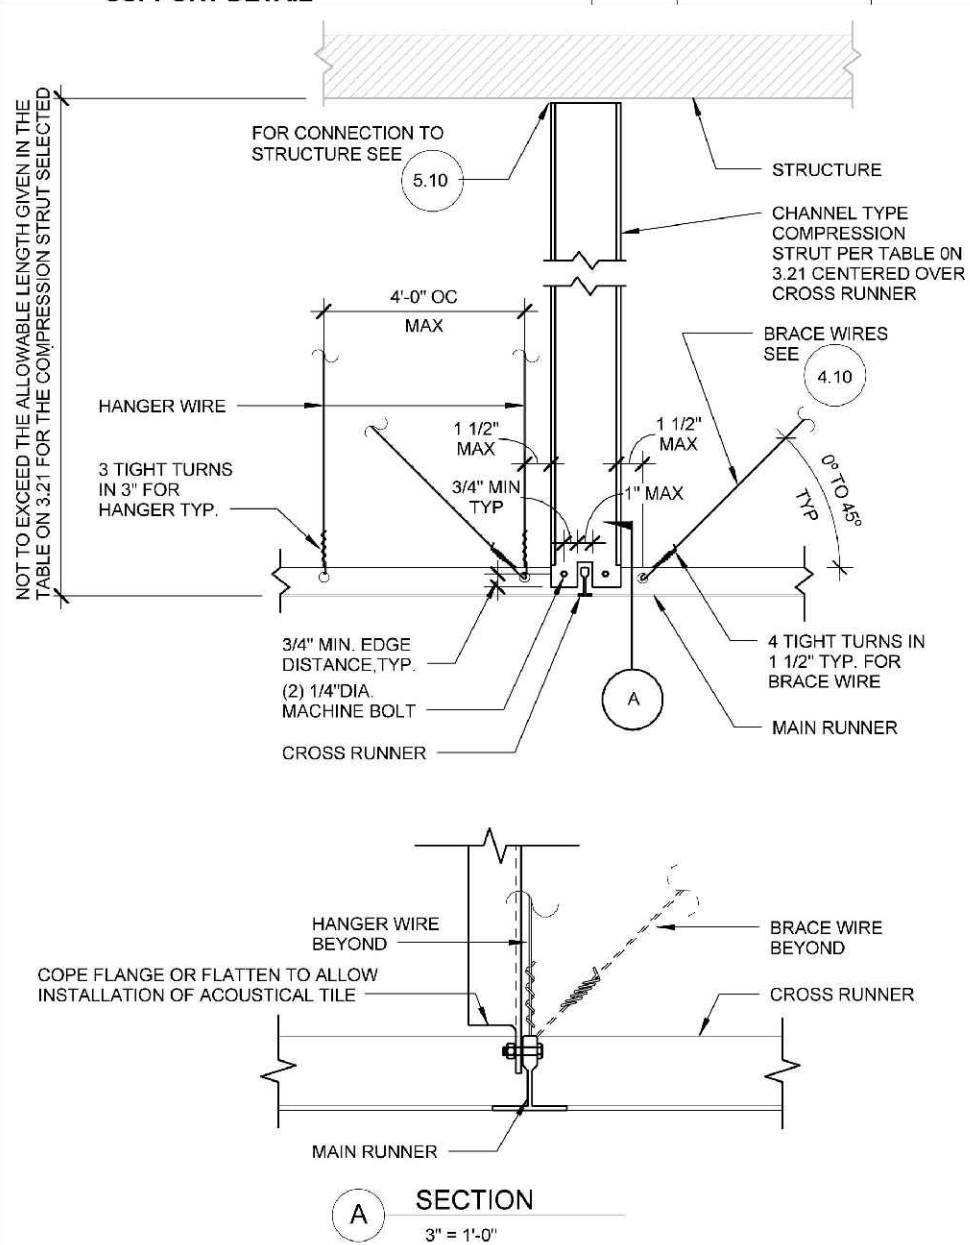 SUPPORT DETAIL
NOT TO EXCEED THE ALLOWABLE LENGTH GIVEN IN THE
TABLE ON 3.21 FOR THE COMPRESSION STRUT SELECTED
FOR CONNECTION TO
STRUCTURE SEE
5.10
STRUCTURE
CHANNEL TYPE
COMPRESSION
STRUT PER TABLE 0N
3.21 CENTERED OVER
CROSS RUNNER
4'-0" OC
MAX
BRACE WIRES
SEE
4.10
HANGER WIRE
1 1/2"
MAX
1 1/2"
MAX
3 TIGHT TURNS
IN 3" FOR
HANGER TYP.
3/4" MIN
TYP
1" MAX
0° TO 45°
TYP
3/4" MIN. EDGE
DISTANCE,TYP.
(2) 1/4"DIA.
MACHINE BOLT
CROSS RUNNER
A
4 TIGHT TURNS IN
1 1/2" TYP. FOR
BRACE WIRE
MAIN RUNNER
HANGER WIRE
BEYOND
BRACE WIRE
BEYOND
COPE FLANGE OR FLATTEN TO ALLOW
INSTALLATION OF ACOUSTICAL TILE
CROSS RUNNER
MAIN RUNNER
A
SECTION
3" = 1'-0"